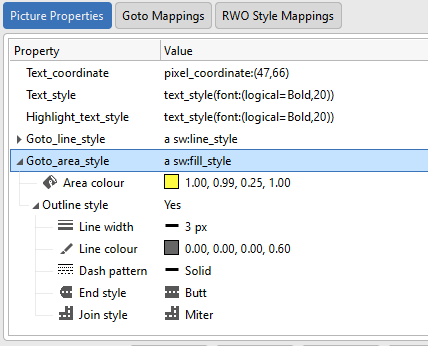 Picture Properties Goto Mappings RWO Style Mappings
Property Value
Text_coordinate pixel_coordinate:(47,66)
Text_style text_style(font:(logical=Bold,20))
Highlight_text_style text_style(font:(logical=Bold,20))
Goto_line_style a sw:line_style
Goto_area_style a sw:fill_style
Area colour 1.00, 0.99, 0.25, 1.00
Outline style Yes
Line width 3 px
Line colour 0.00, 0.00, 0.00, 0.60
Dash pattern Solid
End style Butt
Join style Miter